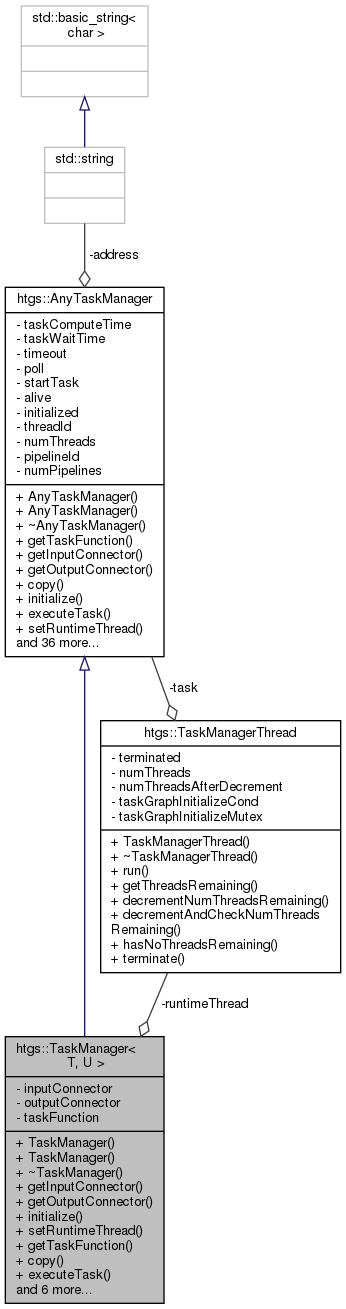 std::basic_string<
char >
std::string
-address
htgs::AnyTaskManager
- taskComputeTime
- taskWaitTime
- timeout
- poll
- startTask
- alive
- initialized
- threadId
- numThreads
- pipelineId
- numPipelines
+ AnyTaskManager()
+ AnyTaskManager()
+ ~AnyTaskManager()
+ getTaskFunction()
+ getInputConnector()
+ getOutputConnector()
+ copy()
+ initialize()
+ executeTask()
+ setRuntimeThread()
and 36 more...
-task
htgs::TaskManagerThread
- terminated
- numThreads
- numThreadsAfterDecrement
- taskGraphInitializeCond
- taskGraphInitializeMutex
+ TaskManagerThread()
+ ~TaskManagerThread()
+ run()
+ getThreadsRemaining()
+ decrementNumThreadsRemaining()
+ decrementAndCheckNumThreads
Remaining()
+ hasNoThreadsRemaining()
+ terminate()
-runtimeThread
htgs::TaskManager<
T, U >
- inputConnector
- outputConnector
- taskFunction
+ TaskManager()
+ TaskManager()
+ ~TaskManager()
+ getInputConnector()
+ getOutputConnector()
+ initialize()
+ setRuntimeThread()
+ getTaskFunction()
+ copy()
+ executeTask()
and 6 more...